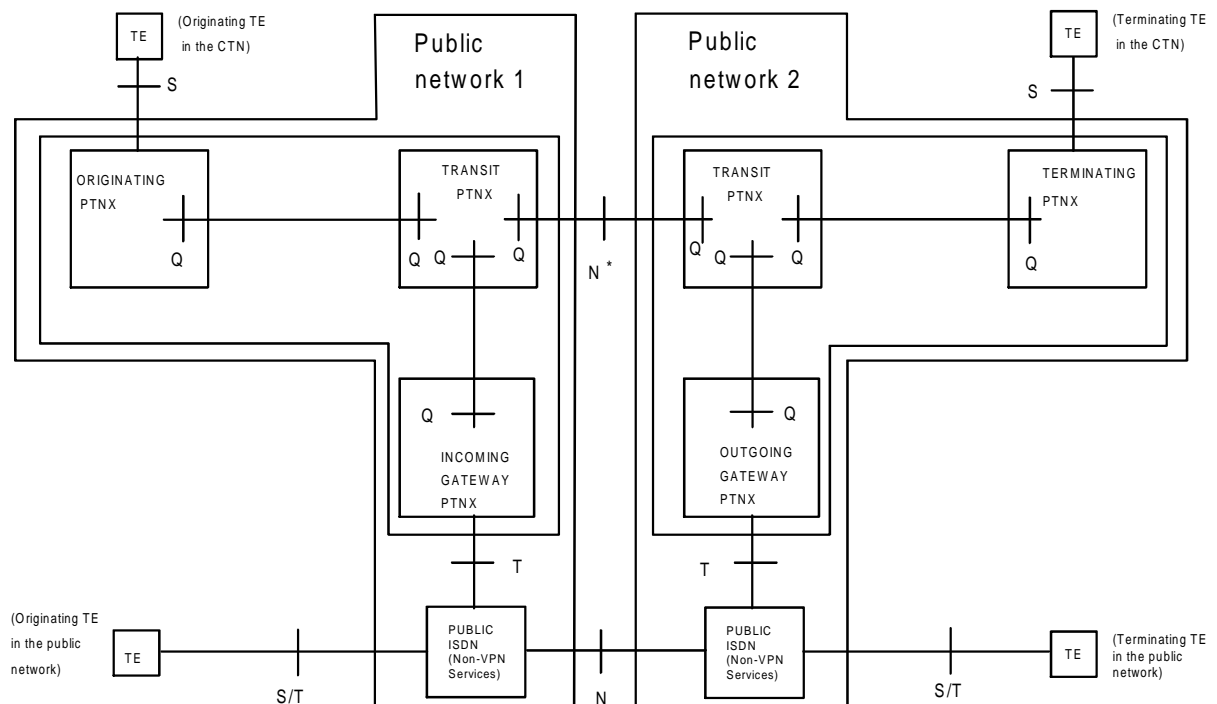 TE
(Originating TE
in the CTN)
Public
network 1
Public
network 2
TE
(Terminating TE
in the CTN)
S
S
ORIGINATING
PTNX
Q
TRANSIT
PTNX
Q
Q
Q
N *
TRANSIT
PTNX
Q
Q
Q
TERMINATING
PTNX
Q
Q
INCOMING
GATEWAY
PTNX
Q
OUTGOING
GATEWAY
PTNX
T
T
(Originating TE
in the public
network)
TE
S/T
PUBLIC
ISDN
(Non-VPN
Services)
N
PUBLIC
ISDN
(Non-VPN
Services)
S/T
TE
(Terminating TE
in the public
network)